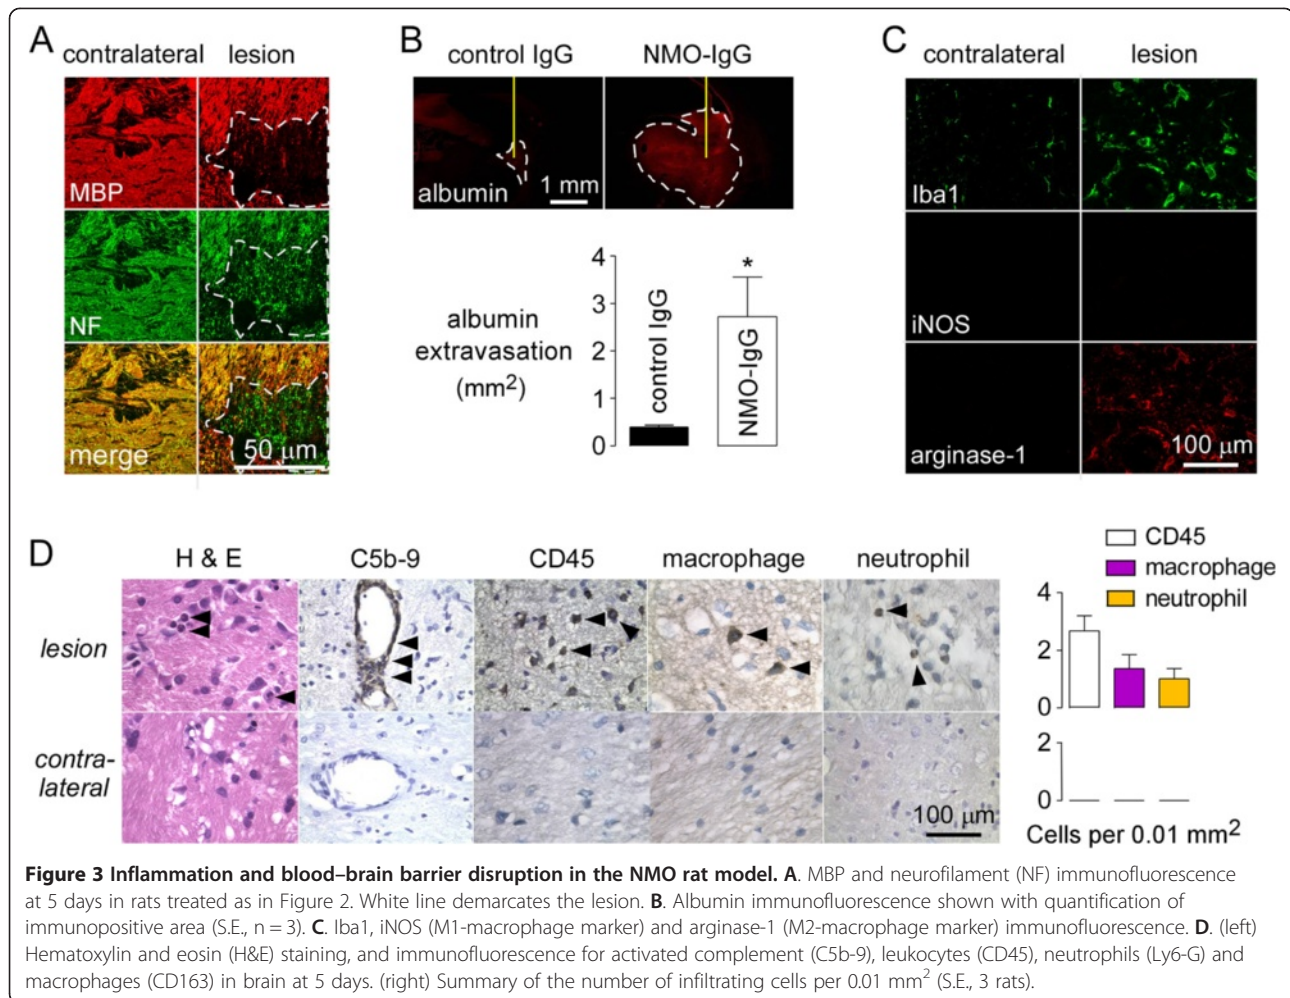 A
contralateral lesion
MBP
NF
merge
50 μm
B
control IgG NMO-IgG
albumin
1 mm
albumin
extravasation
(mm2)
4
3
2
1
0
control IgG
NMO-IgG
*
C
contralateral lesion
Iba1
iNOS
arginase-1
100 μm
D
H & E C5b-9 CD45 macrophage neutrophil
lesion
contra-
lateral
100 μm
CD45
macrophage
neutrophil
4
2
0
2
0
Cells per 0.01 mm2
Figure 3 Inflammation and blood–brain barrier disruption in the NMO rat model. A. MBP and neurofilament (NF) immunofluorescence
at 5 days in rats treated as in Figure 2. White line demarcates the lesion. B. Albumin immunofluorescence shown with quantification of
immunopositive area (S.E., n = 3). C. Iba1, iNOS (M1-macrophage marker) and arginase-1 (M2-macrophage marker) immunofluorescence. D. (left)
Hematoxylin and eosin (H&E) staining, and immunofluorescence for activated complement (C5b-9), leukocytes (CD45), neutrophils (Ly6-G) and
macrophages (CD163) in brain at 5 days. (right) Summary of the number of infiltrating cells per 0.01 mm2 (S.E., 3 rats).